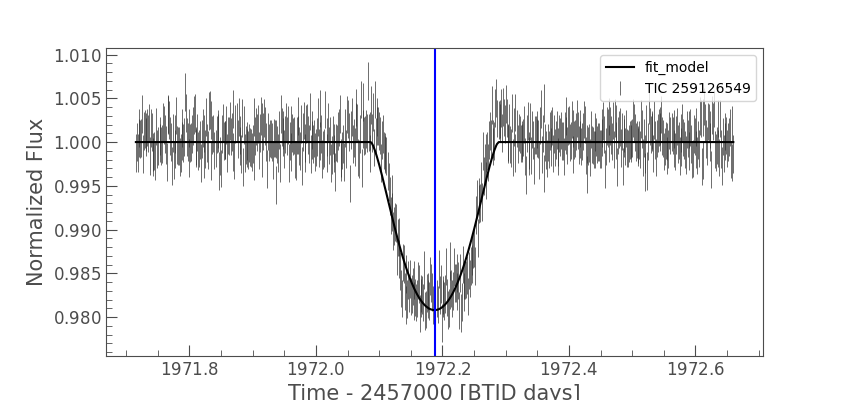 1.010
1.005
1.000
0.995
0.990
0.985
0.980
Normalized Flux
fit_model
TIC 259126549
1971.8 1972.0 1972.2 1972.4 1972.6
Time - 2457000 [BTJD days]